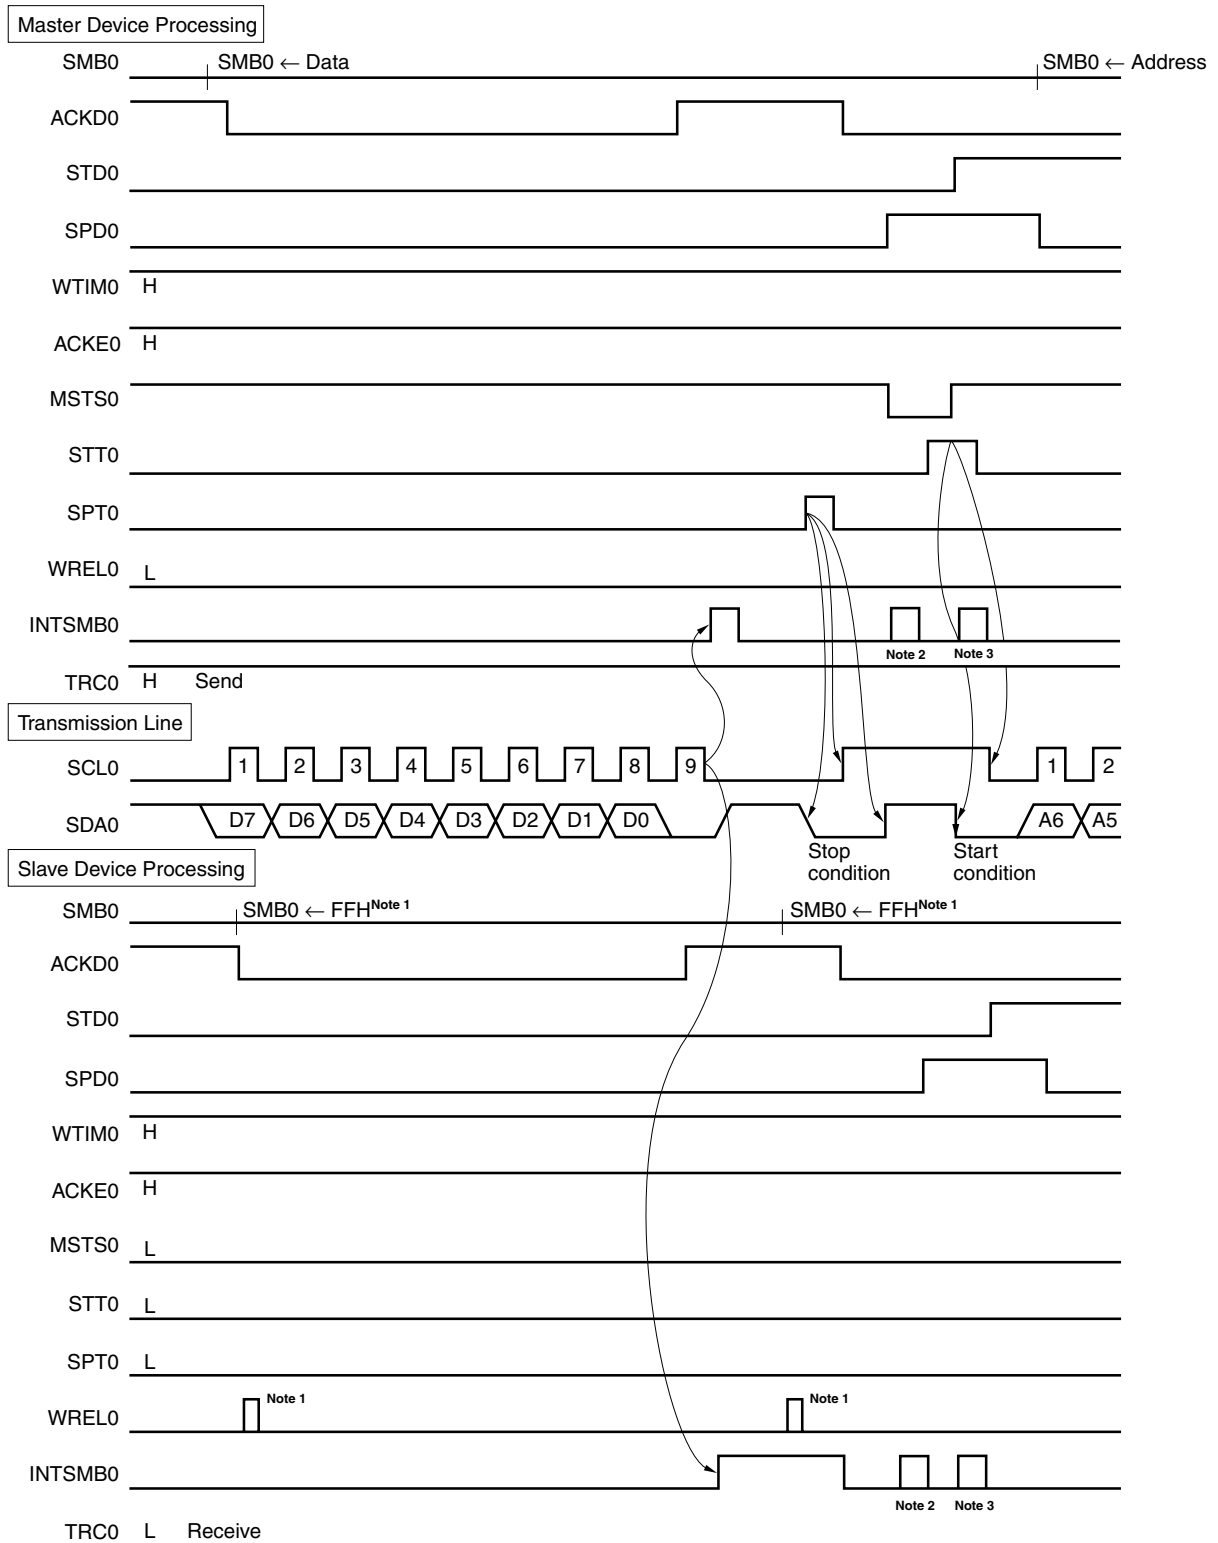 Master Device Processing
SMB0 SMB0 ← Data SMB0 ← Address
ACKD0
STD0
SPD0
WTIM0 H
ACKE0 H
MSTS0
STT0
SPT0
WREL0 L
INTSMB0
Note 2 Note 3
TRC0 H Send
Transmission Line
SCL0 1 2 3 4 5 6 7 8 9 1 2
SDA0 D7 D6 D5 D4 D3 D2 D1 D0 A6 A5
Stop condition Start condition
Slave Device Processing
SMB0 SMB0 ← FFH Note 1 SMB0 ← FFH Note 1
ACKD0
STD0
SPD0
WTIM0 H
ACKE0 H
MSTS0 L
STT0 L
SPT0 L
WREL0 Note 1 Note 1
INTSMB0
Note 2 Note 3
TRC0 L Receive